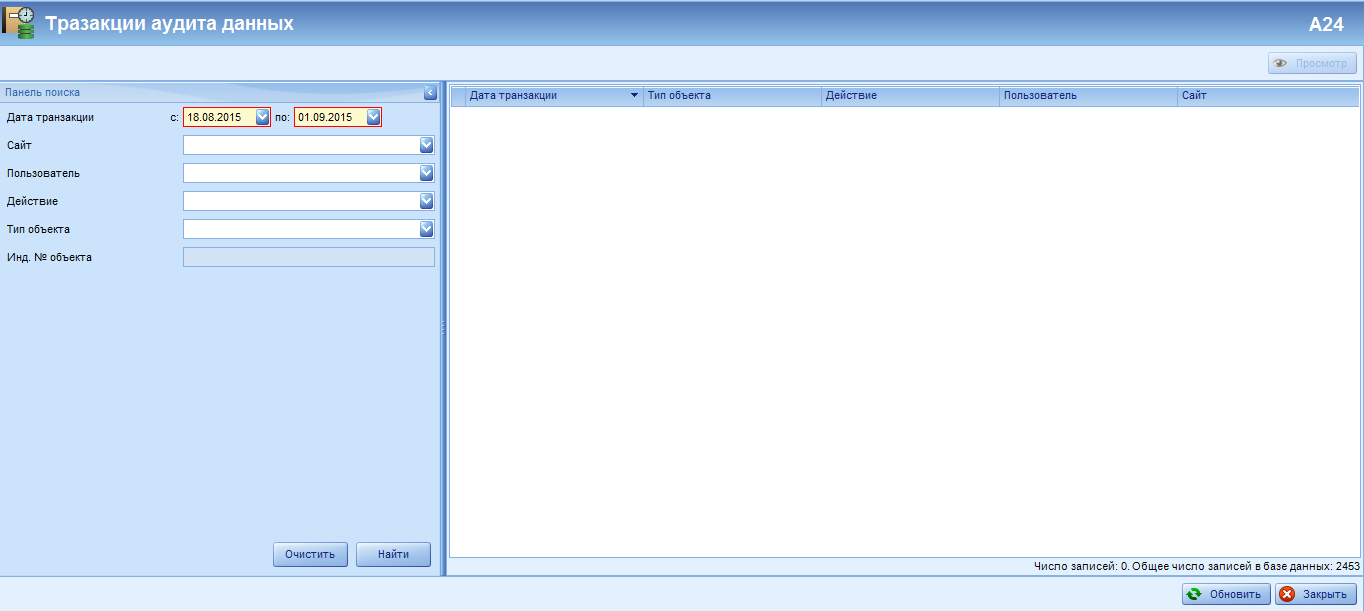 Тразакции аудита данных
A24
Просмотр
Панель поиска
Дата транзакции с: 18.08.2015 по: 01.09.2015
Сайт
Пользователь
Действие
Тип объекта
Инд. № объекта
Очистить Найти
Дата транзакции Тип объекта Действие Пользователь Сайт
Число записей: 0. Общее число записей в базе данных: 2453
Обновить Закрыть